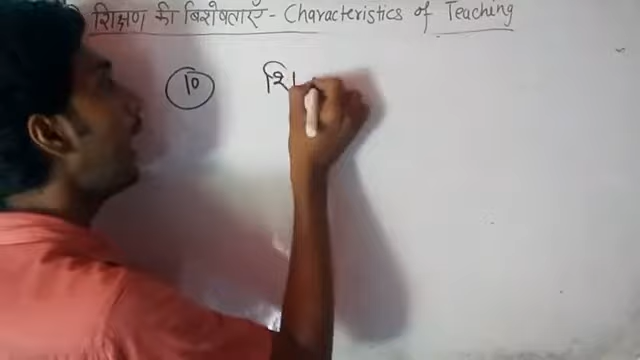 शिक्षण की विशेषताएँ - Characteristics of Teaching
10
शि